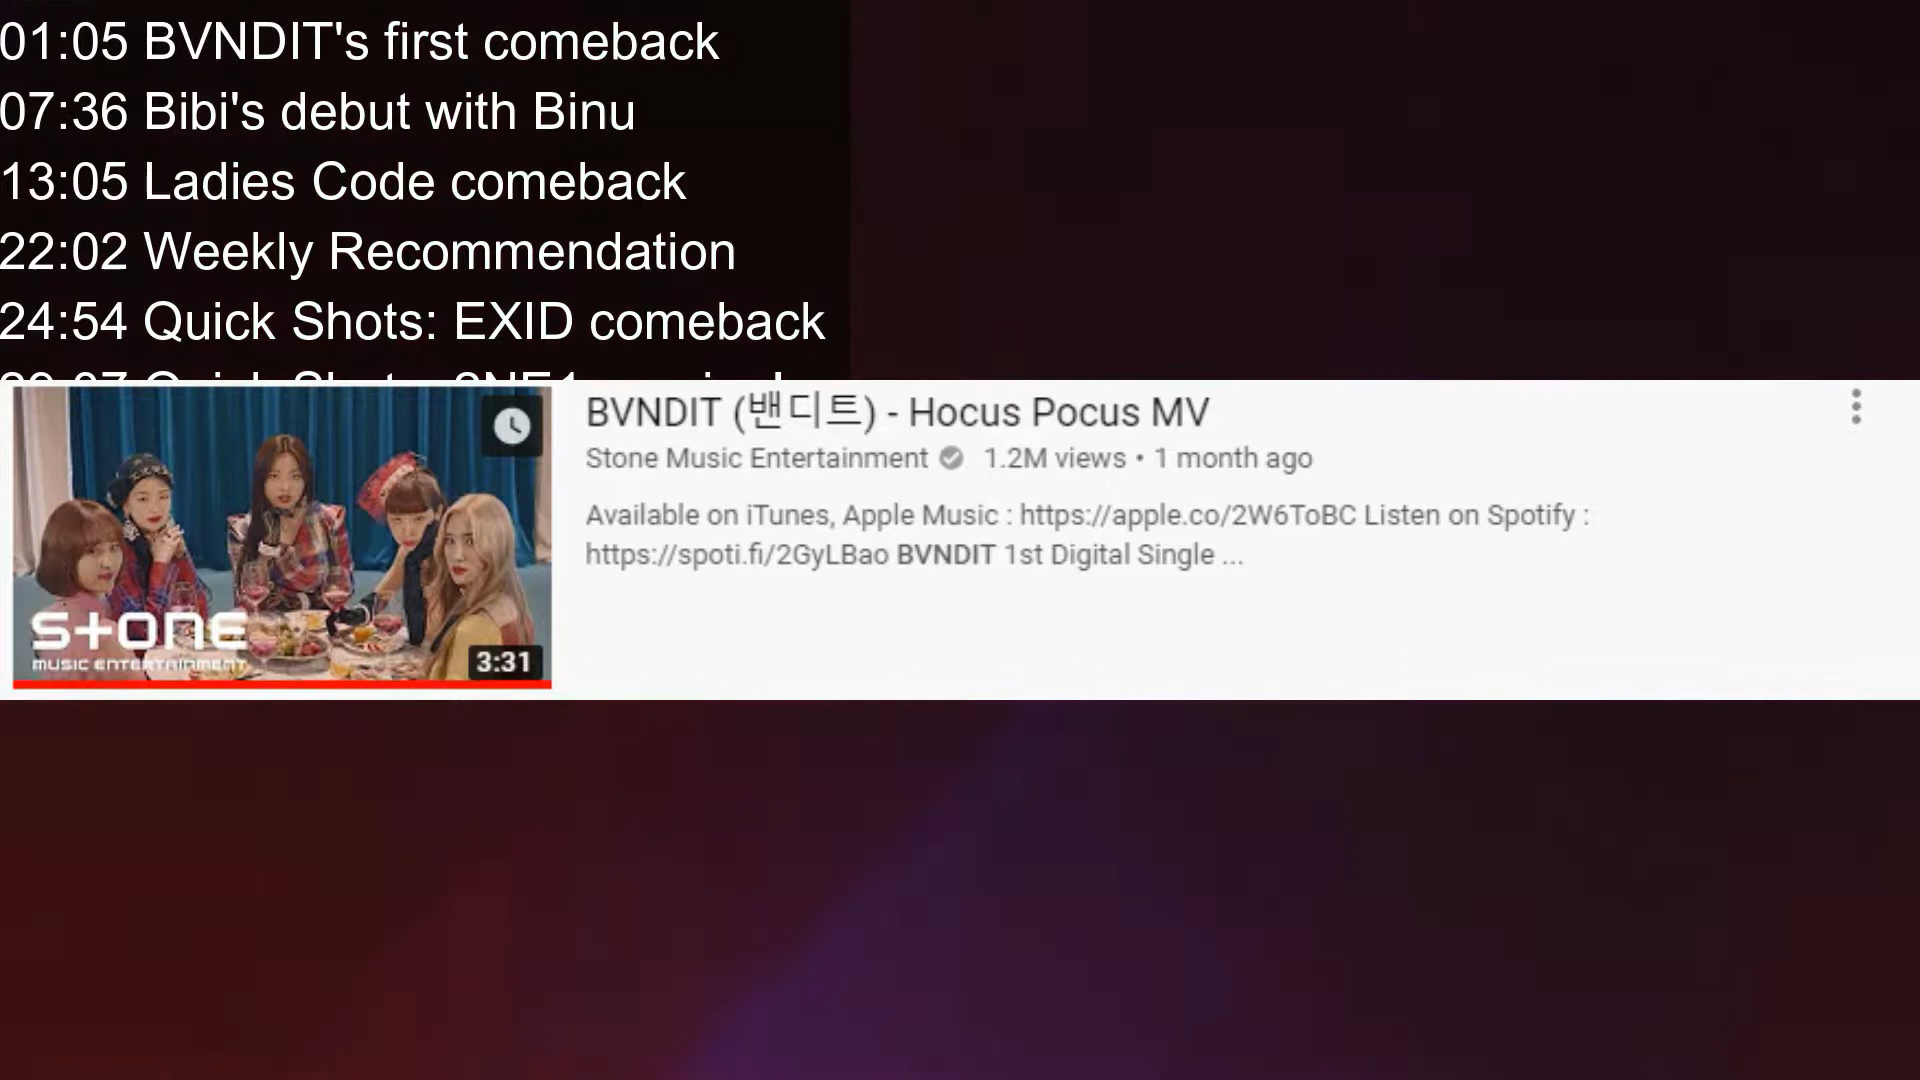 01:05 BVNDIT's first comeback
07:36 Bibi's debut with Binu
13:05 Ladies Code comeback
22:02 Weekly Recommendation
24:54 Quick Shots: EXID comeback
BVNDIT (밴디트) - Hocus Pocus MV
Stone Music Entertainment 1.2M views • 1 month ago
Available on iTunes, Apple Music : https://apple.co/2W6ToBC Listen on Spotify :
https://spoti.fi/2GyLBao BVNDIT 1st Digital Single ...
STONE
MUSIC ENTERTAINMENT
3:31